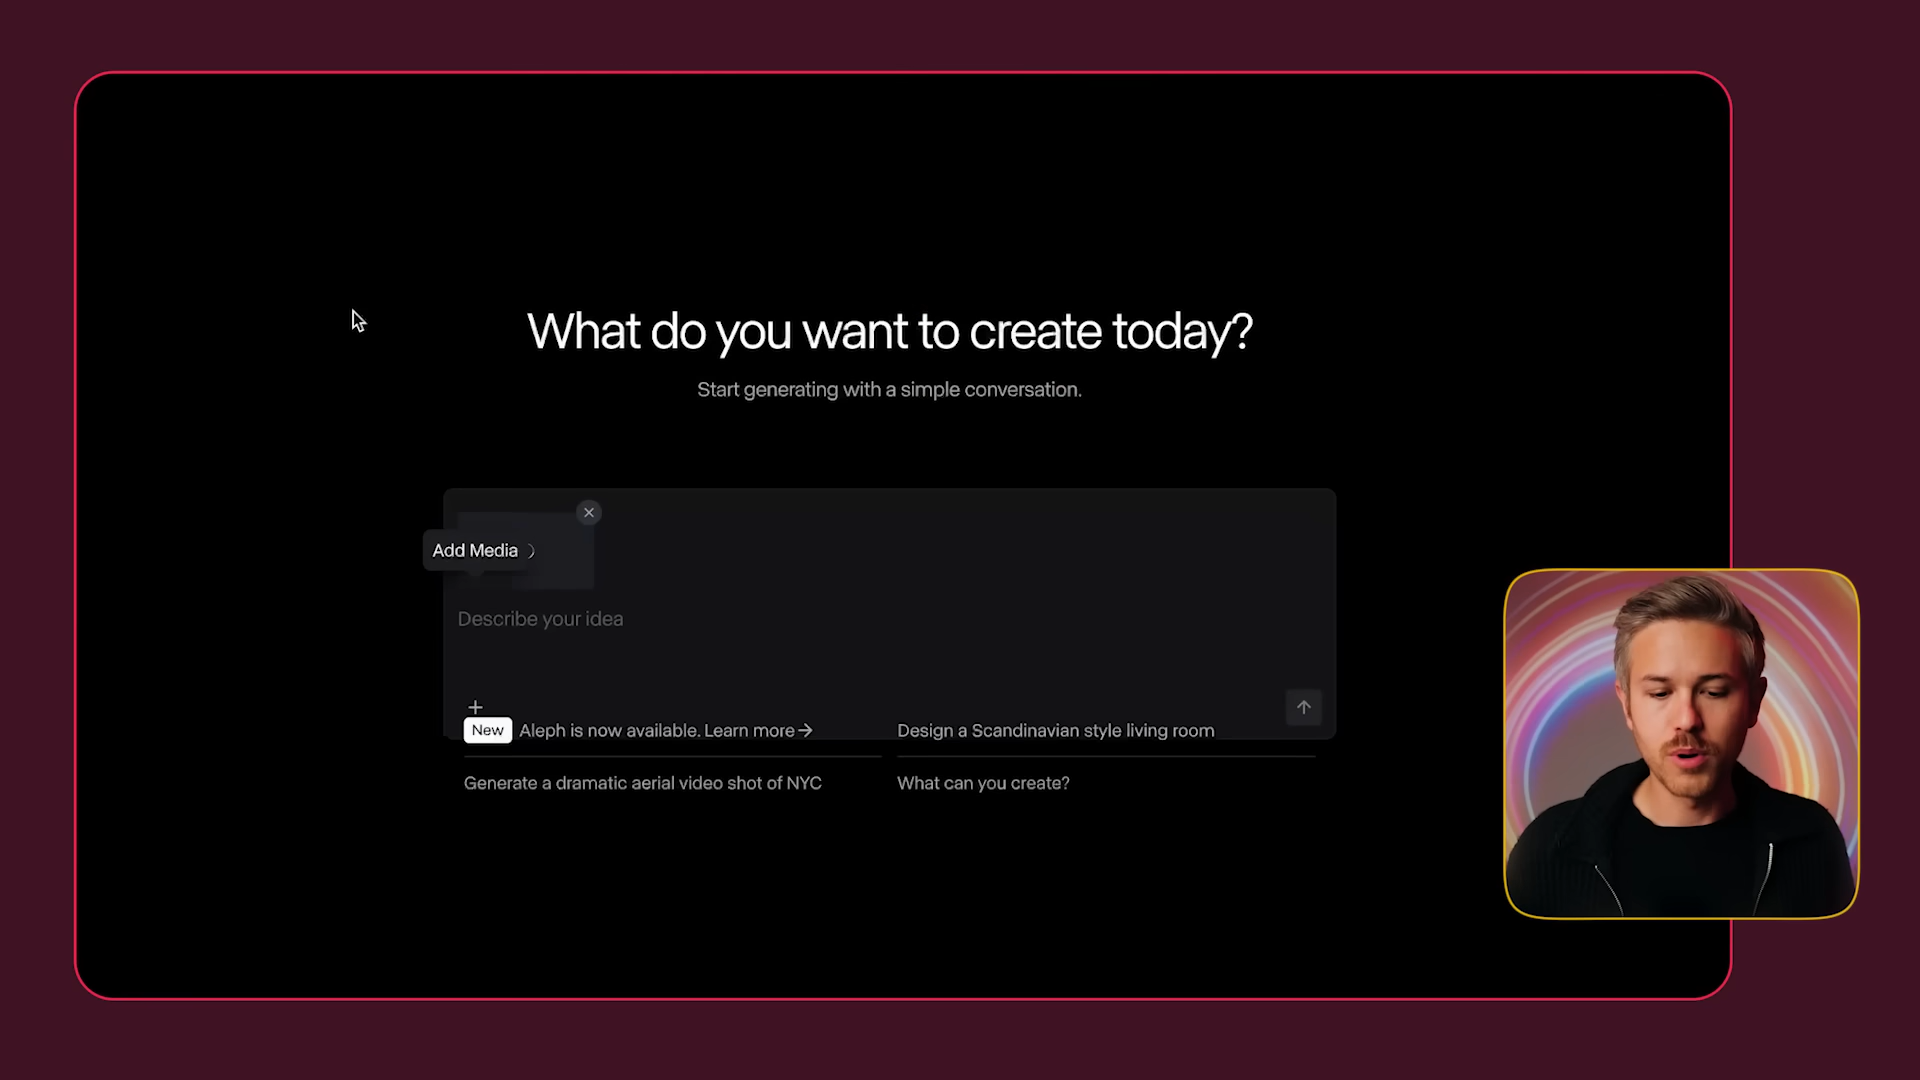 What do you want to create today?
Start generating with a simple conversation.
Add Media
Describe your idea
New Aleph is now available. Learn more →
Design a Scandinavian style living room
Generate a dramatic aerial video shot of NYC
What can you create?